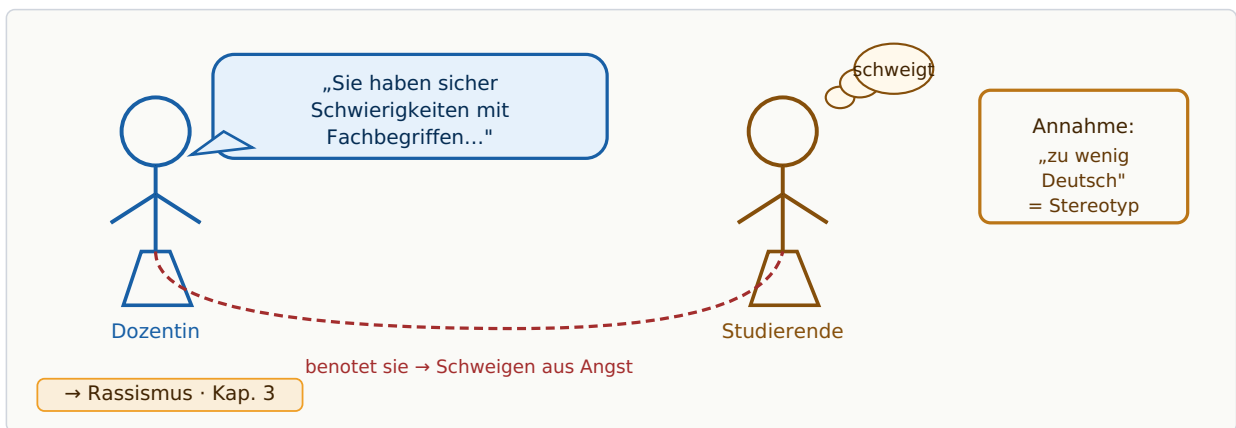 „Sie haben sicher
Schwierigkeiten mit
Fachbegriffen…"
schweigt
Annahme:
„zu wenig
Deutsch"
= Stereotyp
Dozentin
Studierende
benotet sie → Schweigen aus Angst
→ Rassismus · Kap. 3